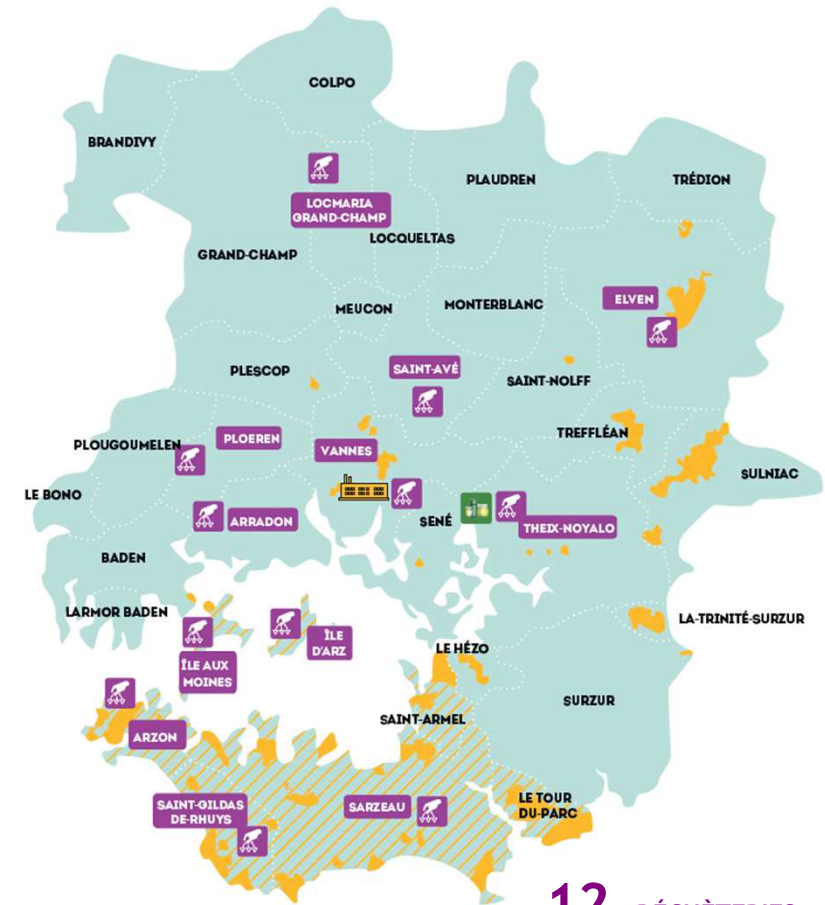 COLPO
BRANDIVY
PLAUDREN
TRÉDION
LOCMARIA
GRAND-CHAMP
LOCQUELTAS
GRAND-CHAMP
ELVEN
MEUCON
MONTERBLANC
SAINT-AVÉ
PLESCOP
SAINT-NOLFF
TREFFLÉAN
PLOEREN
PLOUGOUMELEN
VANNES
SULNIAC
LE BONO
ARRADON
SENÉ
THEIX-NOYALO
BADEN
LARMOR BADEN
LA-TRINITÉ-SURZUR
ÎLE
D'ARZ
LE HÉZO
ÎLE AUX
MOINES
SURZUR
SAINT-ARMEL
ARZON
LE TOUR
DU-PARC
SAINT-GILDAS
DE-RHUYS
SARZEAU
12 DÉCHÈTERIES